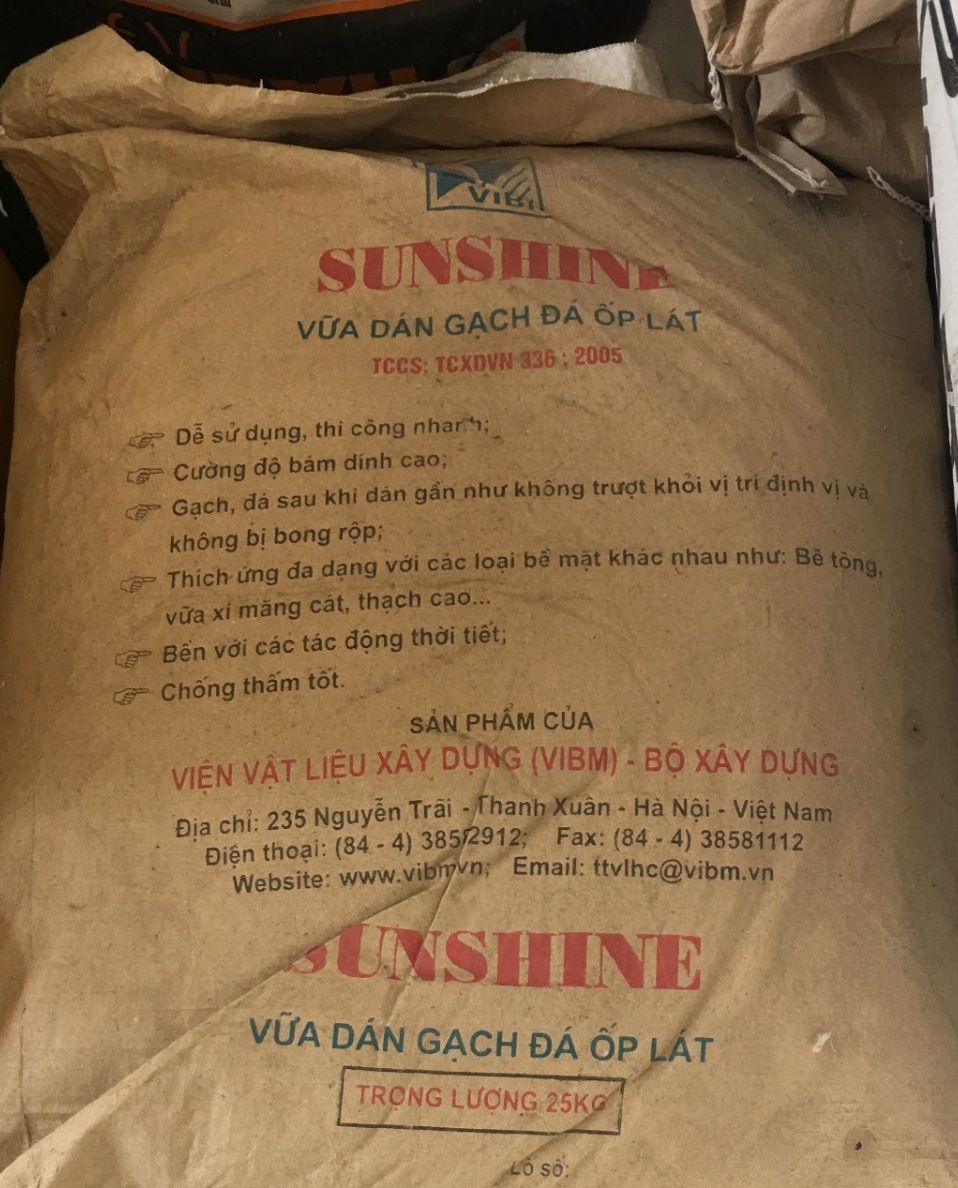 SUNSHINE
VỮA DÁN GẠCH ĐÁ ỐP LÁT
TCCS: TCXDVN 336 : 2005
Dễ sử dụng, thi công nhanh;
Cường độ bám dính cao;
Gạch, đá sau khi dán gần như không trượt khỏi vị trí định vị và
không bị bong rộp;
Thích ứng đa dạng với các loại bề mặt khác nhau như: Bê tông,
vữa xi măng cát, thạch cao...
Bền với các tác động thời tiết;
Chống thấm tốt.
SẢN PHẨM CỦA
VIỆN VẬT LIỆU XÂY DỰNG (VIBM) - BỘ XÂY DỰNG
Địa chỉ: 235 Nguyễn Trãi - Thanh Xuân - Hà Nội - Việt Nam
Điện thoại: (84 - 4) Fax: (84 - 4) 38581112
Website: www.vibm.vn; Email: ttvlhc@vibm.vn
SUNSHINE
VỮA DÁN GẠCH ĐÁ ỐP LÁT
TRỌNG LƯỢNG 25KG
Lô số: